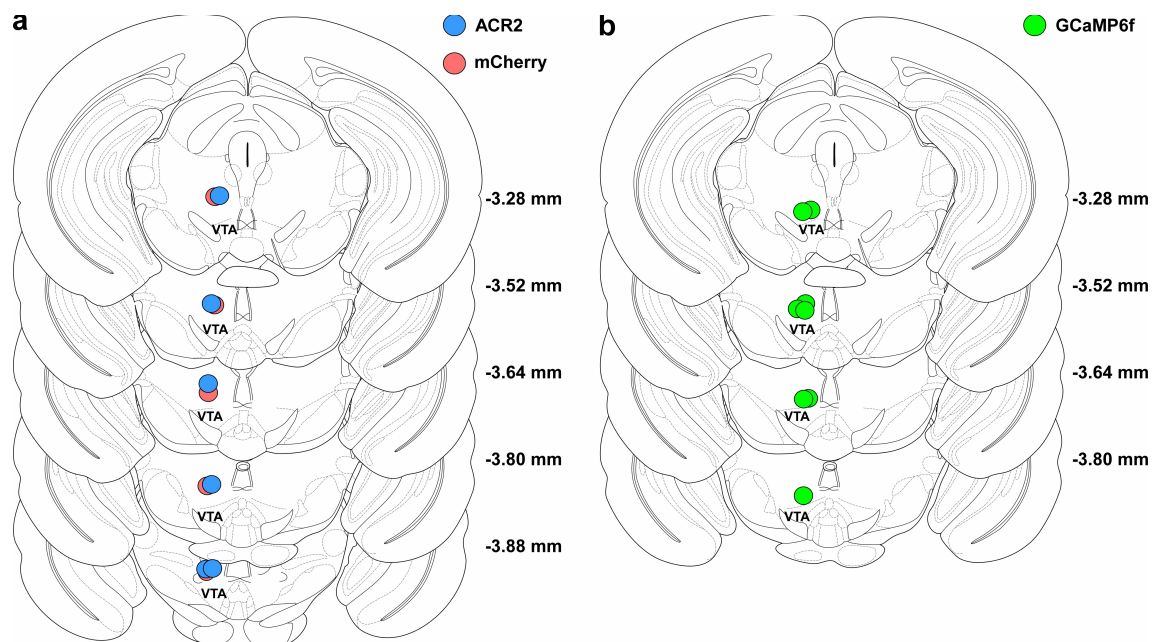 a
ACR2
mCherry
VTA
-3.28 mm
VTA
-3.52 mm
VTA
-3.64 mm
VTA
-3.80 mm
VTA
-3.88 mm
b
GCaMP6f
VTA
-3.28 mm
VTA
-3.52 mm
VTA
-3.64 mm
VTA
-3.80 mm